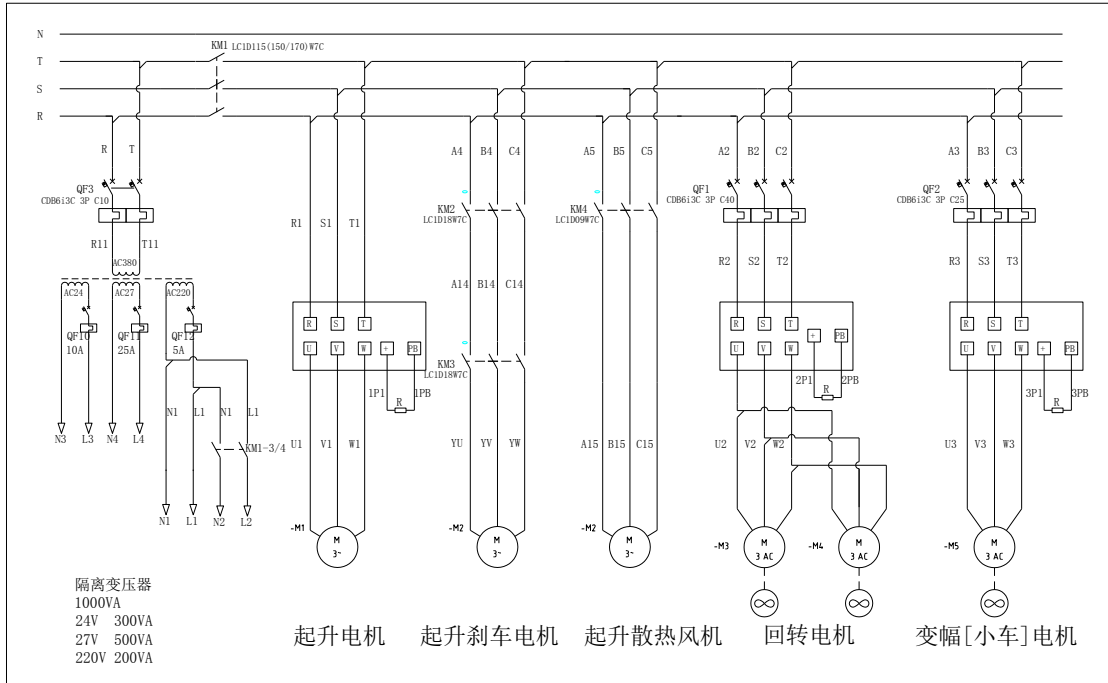 N
T
S
R
KM1 LC1D115(150/170)W7C
R T
A4 B4 C4
A5 B5 C5
A2 B2 C2
A3 B3 C3
QF3
CDB6i3C 3P C10
KM2
LC1D18W7C
KM4
LC1D09W7C
QF1
CDB6i3C 3P C40
QF2
CDB6i3C 3P C25
R11 T11
R1 S1 T1
R2 S2 T2
R3 S3 T3
AC380
AC24 AC27 AC220
A14 B14 C14
QF10
10A
QF11
25A
QF12
5A
R S T
U V W + PB
KM3
LC1D18W7C
R S T
U V W + PB
R S T
U V W + PB
1P1 R 1PB
2P1 R 2PB
3P1 R 3PB
N1 L1 N1 L1
N3 L3 N4 L4
KM1-3/4
U1 V1 W1
YU YV YW
A15 B15 C15
U2 V2 W2
U3 V3 W3
N1 L1 N2 L2
-M1
M
3~
-M2
M
3~
-M2
M
3~
-M3
M
3 AC
-M4
M
3 AC
-M5
M
3 AC
隔离变压器
1000VA
24V 300VA
27V 500VA
220V 200VA
起升电机
起升刹车电机
起升散热风机
回转电机
变幅[小车]电机